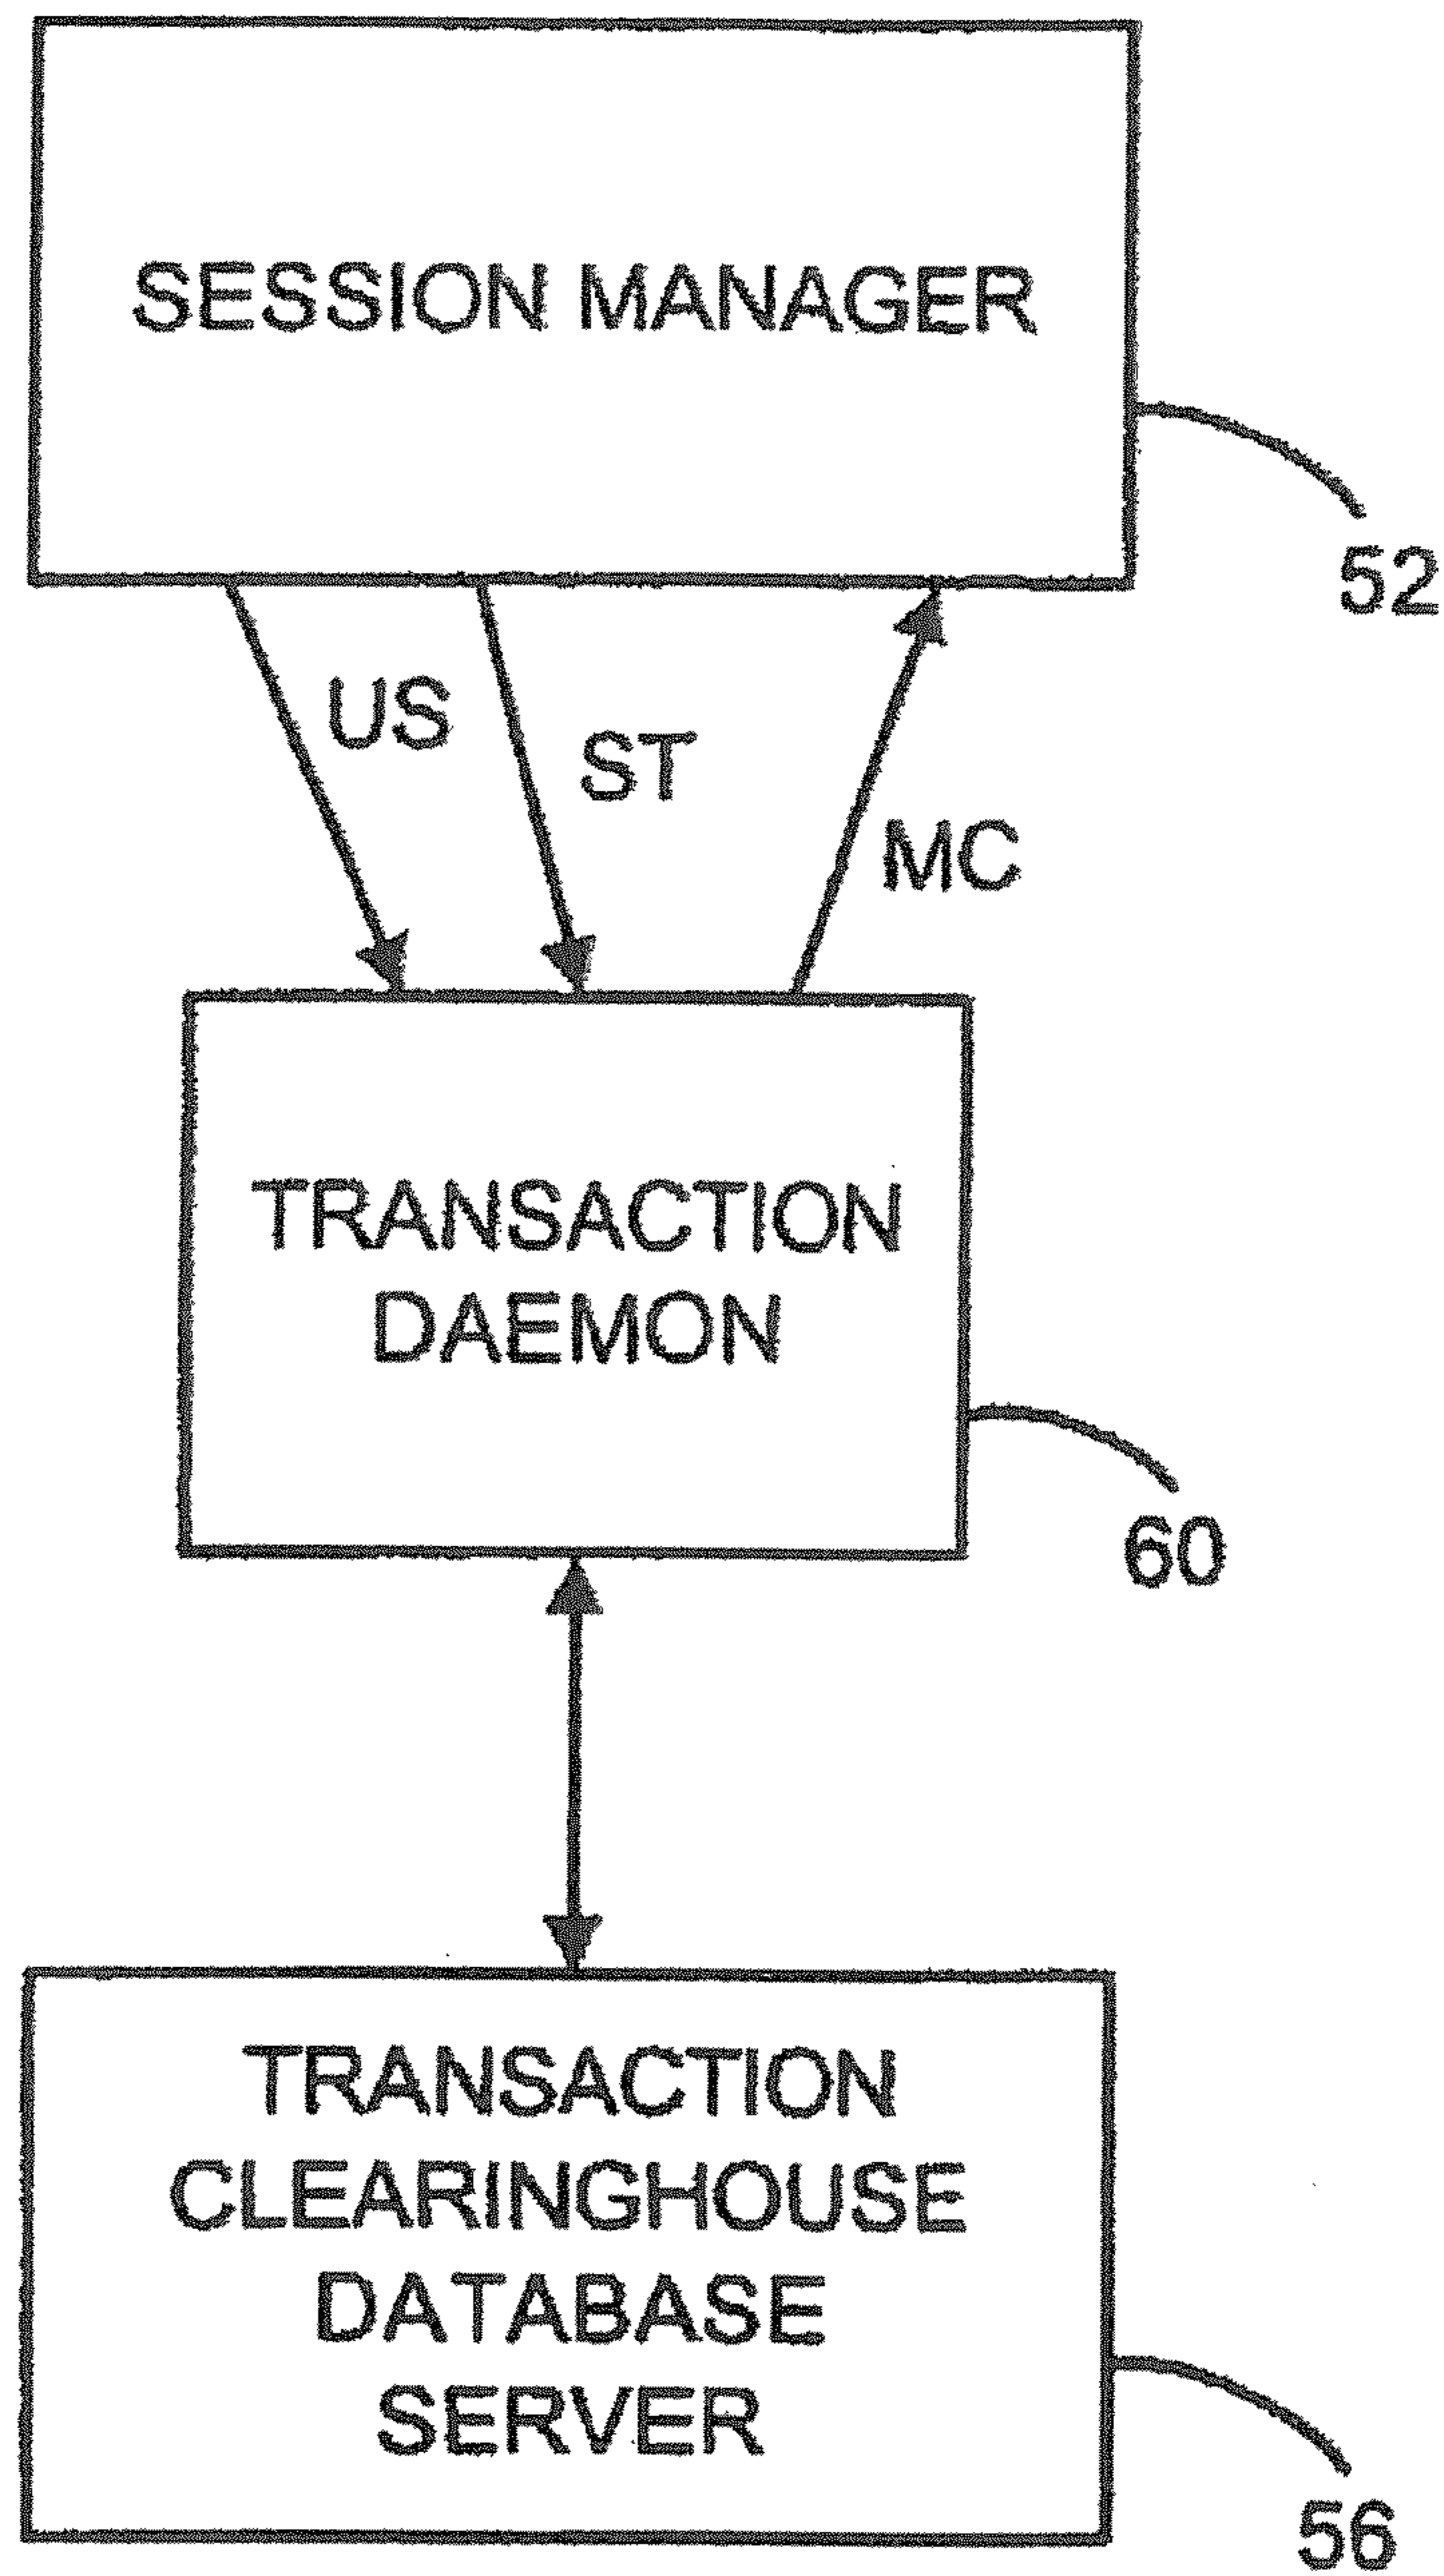 SESSION MANAGER
52
US
ST
MC
TRANSACTION
DAEMON
60
TRANSACTION
CLEARINGHOUSE
DATABASE
SERVER
56